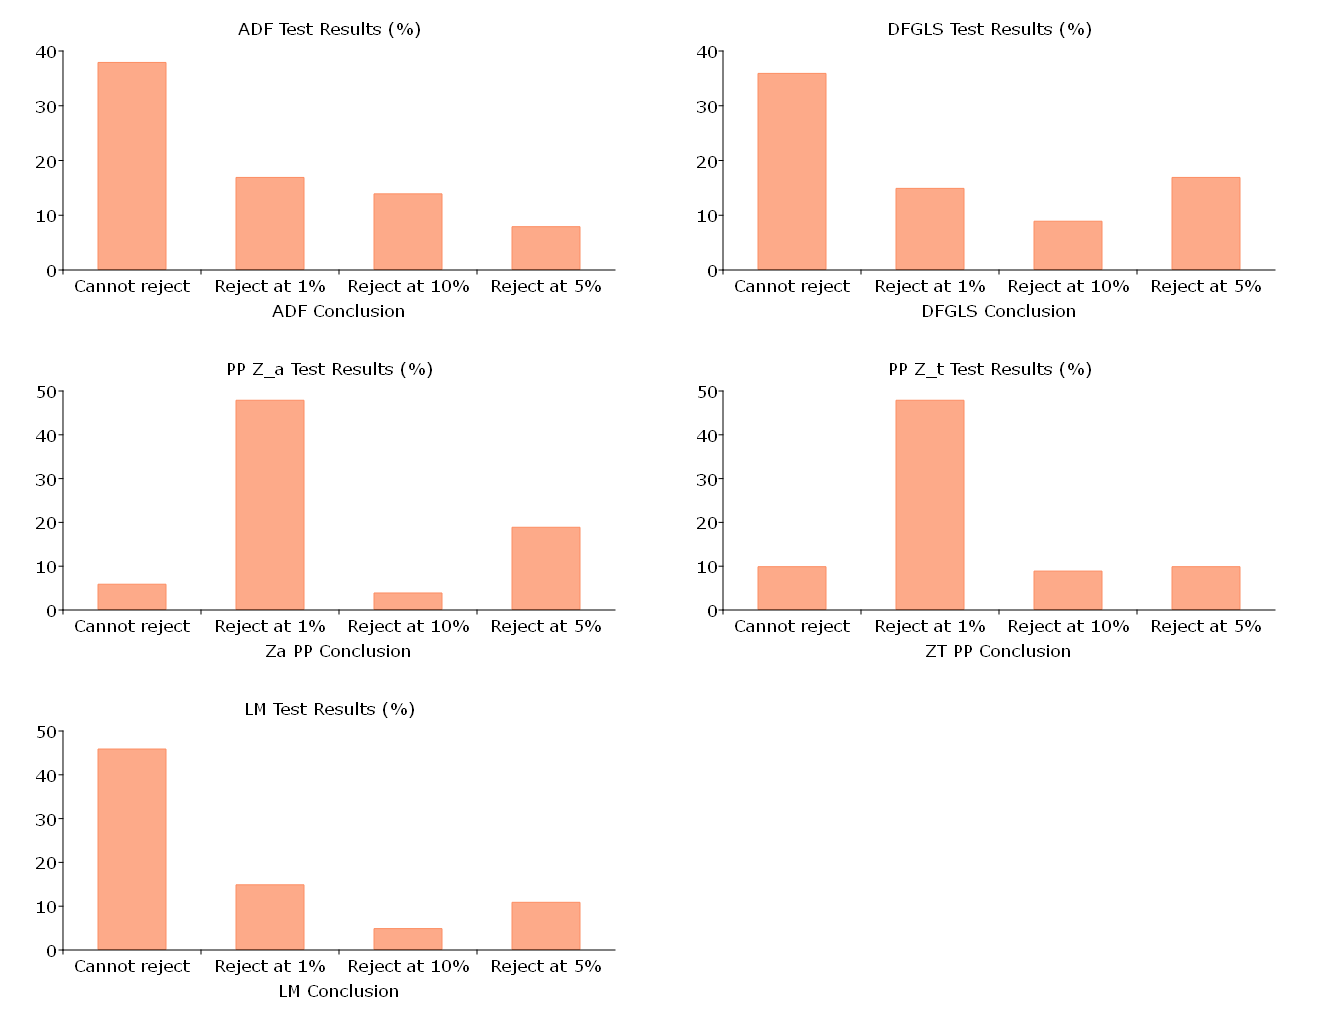 ADF Test Results (%)
40
30
20
10
0
Cannot reject Reject at 1% Reject at 10% Reject at 5%
ADF Conclusion
DFGLS Test Results (%)
40
30
20
10
0
Cannot reject Reject at 1% Reject at 10% Reject at 5%
DFGLS Conclusion
PP Z_a Test Results (%)
50
40
30
20
10
0
Cannot reject Reject at 1% Reject at 10% Reject at 5%
Za PP Conclusion
PP Z_t Test Results (%)
50
40
30
20
10
0
Cannot reject Reject at 1% Reject at 10% Reject at 5%
ZT PP Conclusion
LM Test Results (%)
50
40
30
20
10
0
Cannot reject Reject at 1% Reject at 10% Reject at 5%
LM Conclusion